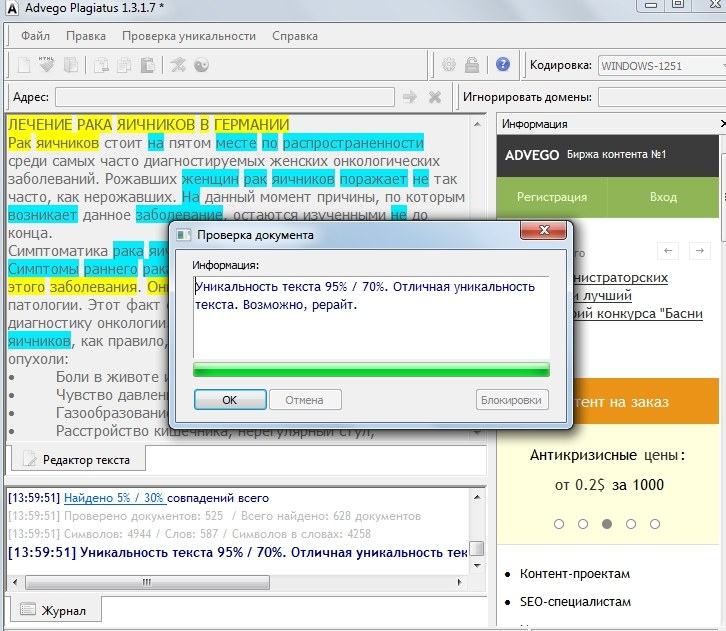 Advego Plagiatus 1.3.1.7 *
Файл Правка Проверка уникальности Справка
Кодировка: WINDOWS-1251
Адрес:
Игнорировать домены:
ЛЕЧЕНИЕ РАКА ЯИЧНИКОВ В ГЕРМАНИИ
Рак яичников стоит на пятом месте по распространенности
среди самых часто диагностируемых женских онкологических
заболеваний. Рожавших женщин рак яичников поражает не так
часто, как нерожавших. На данный момент причины, по которым
возникает данное заболевание, остаются изученными не до
конца.
Симптоматика рака
Симптомы раннего
этого заболевания.
патологии. Этот факт
диагностику онкологии.
яичников, как правило,
опухоли:
• Боли в животе и
• Чувство
• Газообразование
• Расстройство кишечника, нерегулярный стул,
Редактор текста
Проверка документа
Информация:
Уникальность текста 95% / 70%. Отличная уникальность
текста. Возможно, рерайт.
OK
Отмена
Блокировки
Информация
ADVEGO Биржа контента №1
Регистрация Вход
лучший
конкурса "Басни
на заказ
Антикризисные цены:
от 0.2$ за 1000
• Контент-проектам
• SEO-специалистам
[13:59:51] Найдено 5% / 30% совпадений всего
[13:59:51] Проверено документов: 525 / Всего найдено: 628 документов
[13:59:51] Символов: 4944 / Слов: 587 / Символов в словах: 4258
[13:59:51] Уникальность текста 95% / 70%. Отличная уникальность тек
Журнал